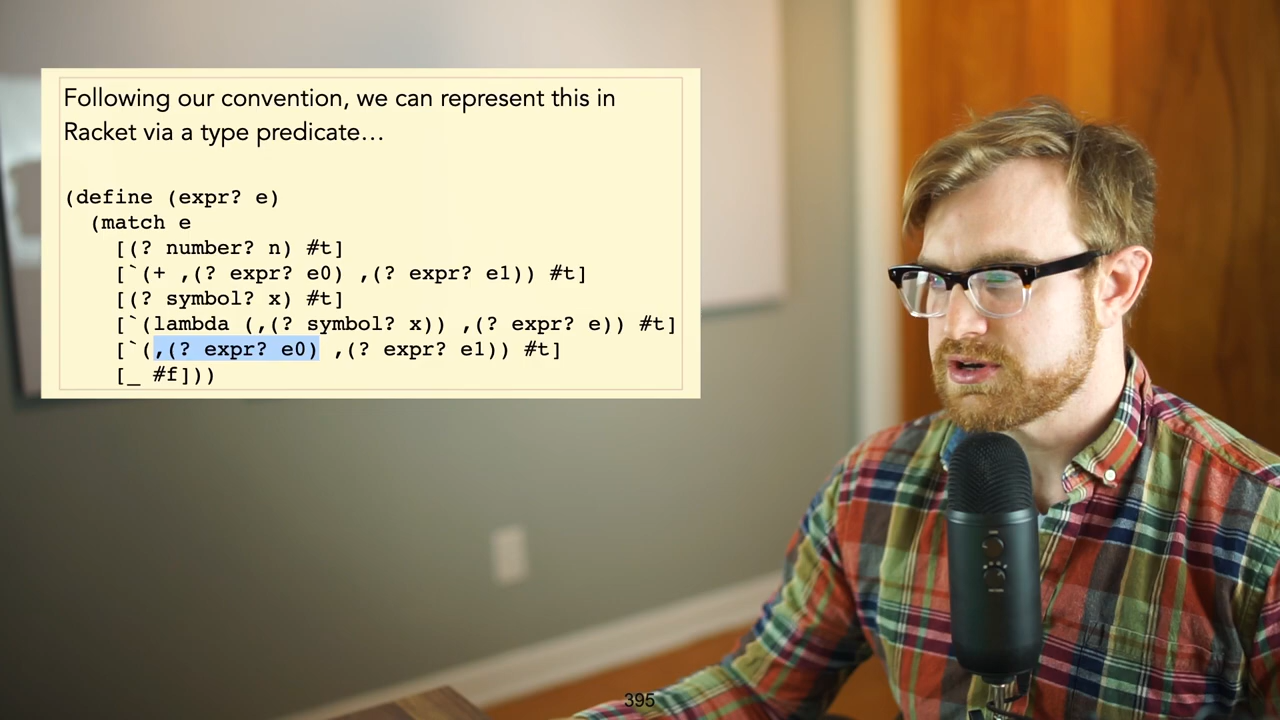 Following our convention, we can represent this in
Racket via a type predicate…
(define (expr? e)
(match e
[(? number? n) #t]
[`(+ ,(? expr? e0) ,(? expr? e1)) #t]
[(? symbol? x) #t]
[`(lambda (,(? symbol? x)) ,(? expr? e)) #t]
[`(,(? expr? e0) ,(? expr? e1)) #t]
[_ #f]))
395